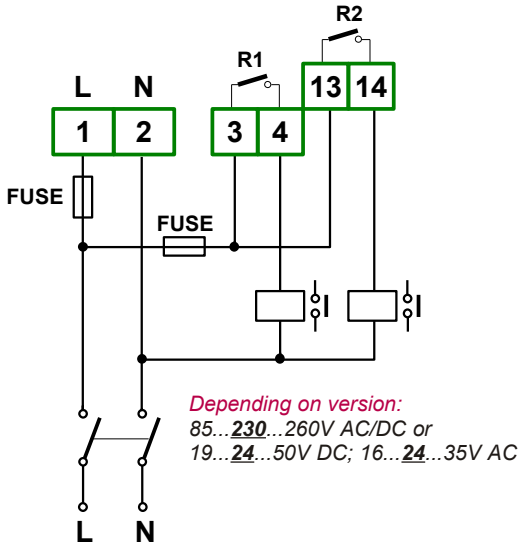 R2
R1
L N
13 14
1 2
3 4
FUSE
FUSE
Depending on version:
85...230...260V AC/DC or
19...24...50V DC; 16...24...35V AC
L N